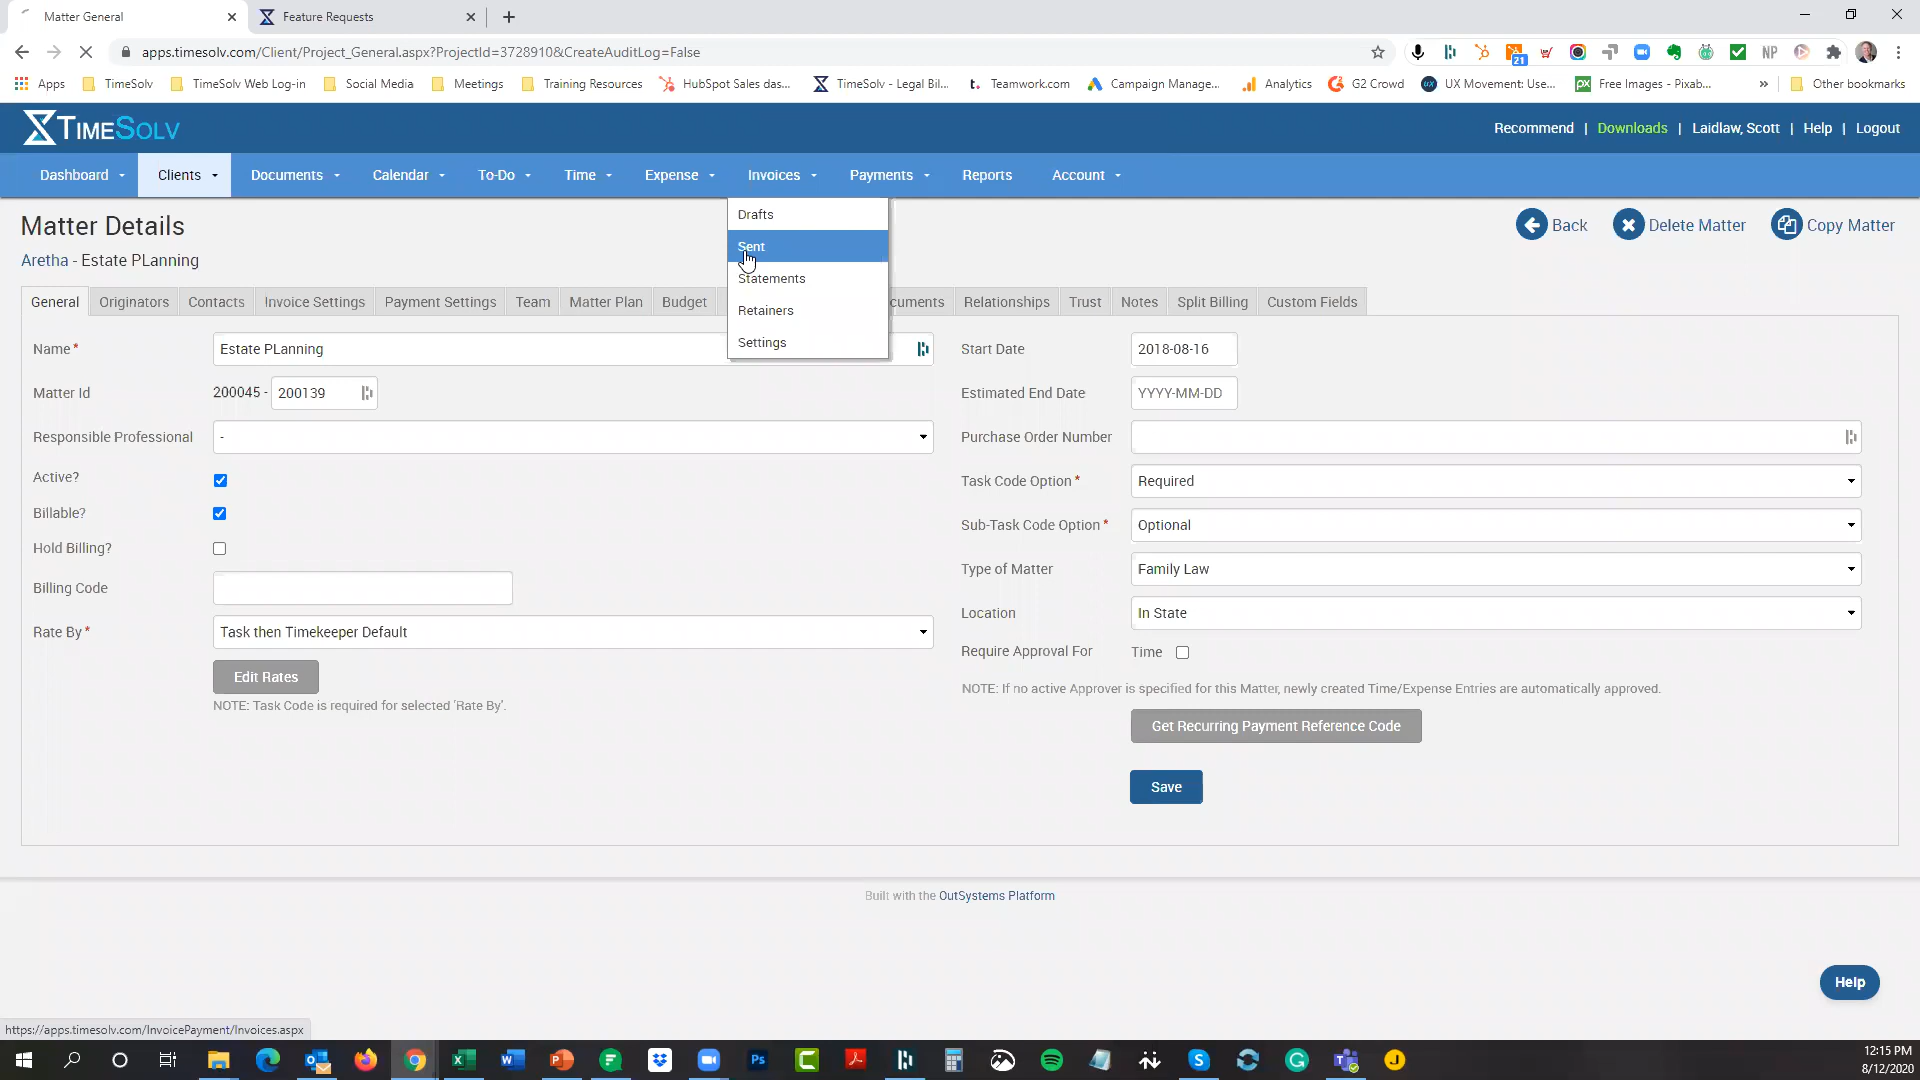 Matter General
Feature Requests
apps.timesolv.com/Client/Project_General.aspx?ProjectId=3728910&CreateAuditLog=False
21
NP
Apps
TimeSolv
TimeSolv Web Log-in
Social Media
Meetings
Training Resources
HubSpot Sales das...
TimeSolv - Legal Bil...
Teamwork.com
Campaign Manage...
Analytics
G2 Crowd
UX Movement: Use...
Free Images - Pixab...
»
Other bookmarks
TIMESOLV
Recommend | Downloads | Laidlaw, Scott | Help | Logout
Dashboard
Clients
Documents
Calendar
To-Do
Time
Expense
Invoices
Payments
Reports
Account
Drafts
Sent
Statements
Retainers
Settings
Matter Details
Back
Delete Matter
Copy Matter
Aretha - Estate PLanning
General
Originators
Contacts
Invoice Settings
Payment Settings
Team
Matter Plan
Budget
cuments
Relationships
Trust
Notes
Split Billing
Custom Fields
Name*
Estate PLanning
Start Date
2018-08-16
Matter Id
200045 - 200139
Estimated End Date
YYYY-MM-DD
Responsible Professional
-
Purchase Order Number
Active?
Task Code Option*
Required
Billable?
Sub-Task Code Option*
Optional
Hold Billing?
Type of Matter
Family Law
Billing Code
Location
In State
Rate By*
Task then Timekeeper Default
Require Approval For
Time
Edit Rates
NOTE: If no active Approver is specified for this Matter, newly created Time/Expense Entries are automatically approved.
NOTE: Task Code is required for selected 'Rate By'.
Get Recurring Payment Reference Code
Save
Built with the OutSystems Platform
Help
https://apps.timesolv.com/InvoicePayment/Invoices.aspx
12:15 PM
8/12/2020